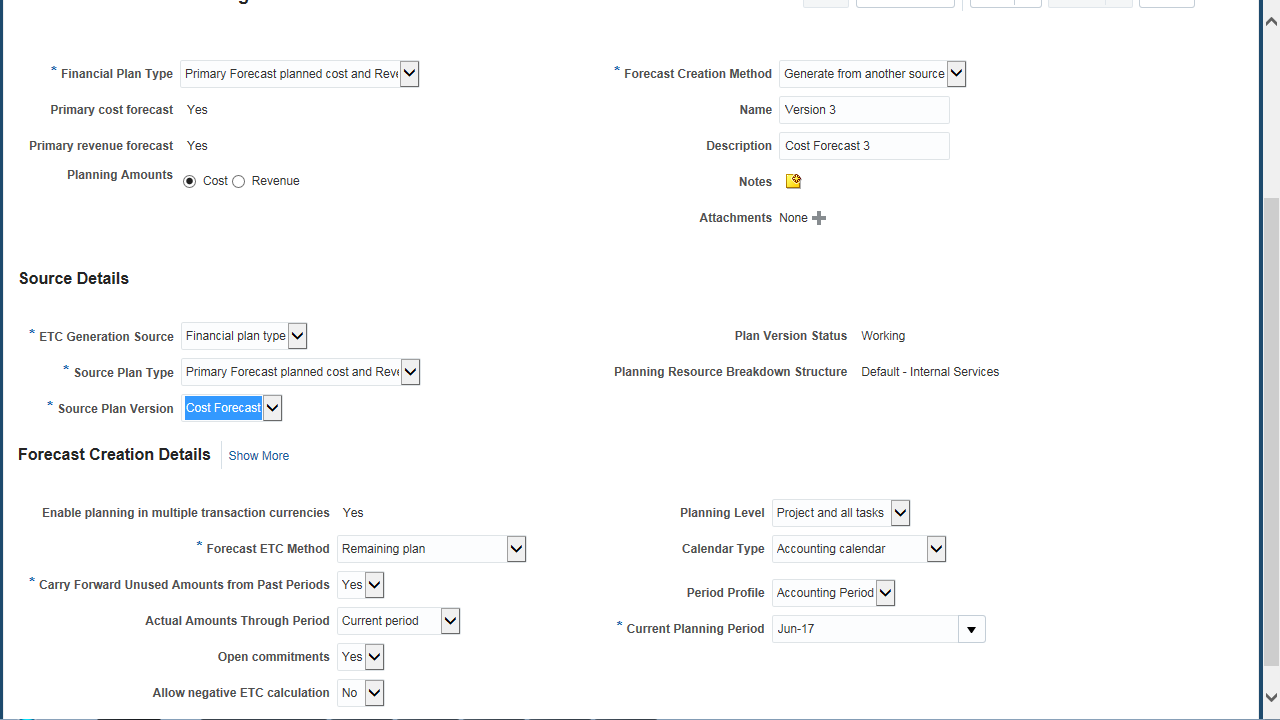 * Financial Plan Type Primary Forecast planned cost and Reve
* Forecast Creation Method Generate from another source
Primary cost forecast Yes
Name Version 3
Primary revenue forecast Yes
Description Cost Forecast 3
Planning Amounts Cost Revenue
Notes
Attachments None
Source Details
* ETC Generation Source Financial plan type
Plan Version Status Working
* Source Plan Type Primary Forecast planned cost and Reve
Planning Resource Breakdown Structure Default - Internal Services
* Source Plan Version Cost Forecast
Forecast Creation Details Show More
Enable planning in multiple transaction currencies Yes
Planning Level Project and all tasks
* Forecast ETC Method Remaining plan
Calendar Type Accounting calendar
* Carry Forward Unused Amounts from Past Periods Yes
Period Profile Accounting Period
Actual Amounts Through Period Current period
* Current Planning Period Jun-17
Open commitments Yes
Allow negative ETC calculation No